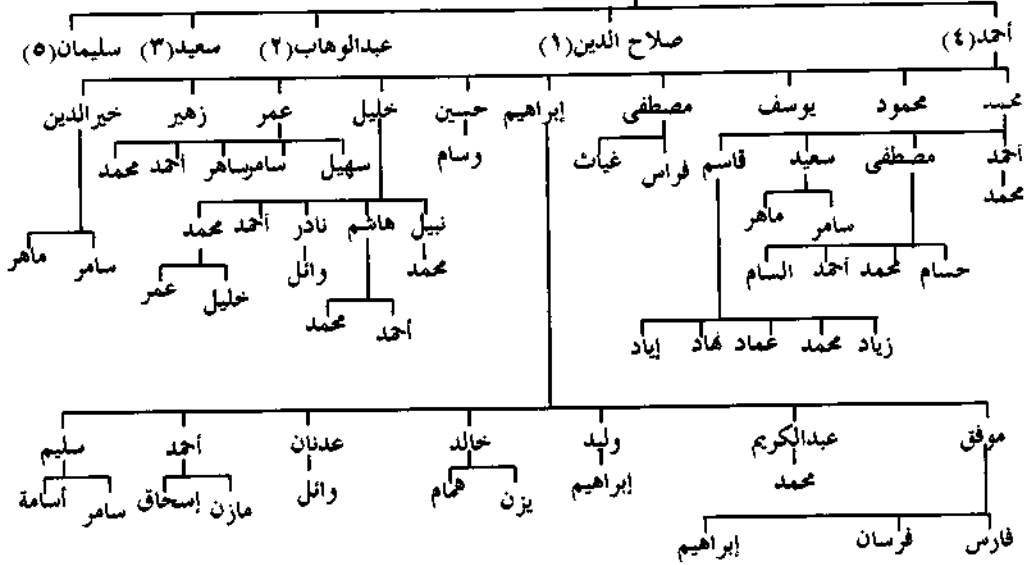 أحمد(٤) صلاح الدين(١) عبدالوهاب(٢) سعيد(٣) سليمان(٥)
محمد محمود يوسف مصطفى إبراهيم حسين خليل عمر زهير خيرالدين
أحمد مصطفى سعيد قاسم فراس غياث وسام سهيل سامر ساهر أحمد محمد
محمد
سامر ماهر
نبيل هاشم نادر أحمد محمد
سامر ماهر
حسام محمد أحمد السام
محمد وائل خليل عمر
أحمد محمد
زياد محمد عماد نهاد إياد
موفق عبدالكريم وليد خالد عدنان أحمد سليم
محمد إبراهيم يزن همام وائل مازن إسحاق سامر أسامة
فارس فرسان إبراهيم